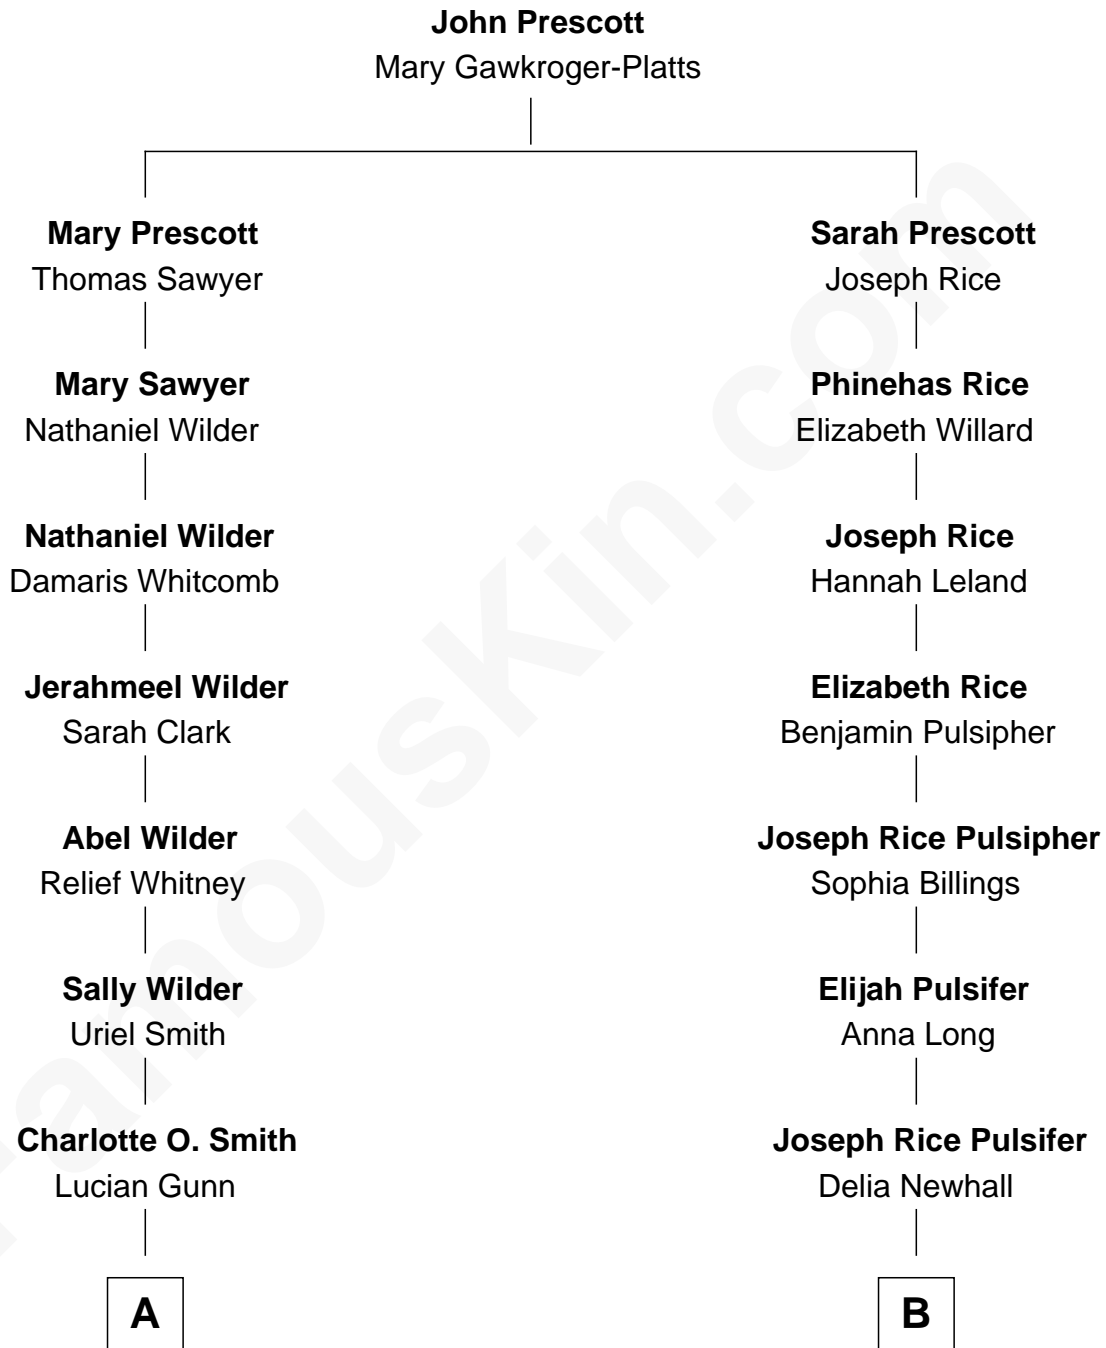 John Prescott
Mary Gawkroger-Platts
Mary Prescott
Thomas Sawyer
Sarah Prescott
Joseph Rice
Mary Sawyer
Nathaniel Wilder
Phinehas Rice
Elizabeth Willard
Nathaniel Wilder
Damaris Whitcomb
Joseph Rice
Hannah Leland
Jerahmeel Wilder
Sarah Clark
Elizabeth Rice
Benjamin Pulsipher
Abel Wilder
Relief Whitney
Joseph Rice Pulsipher
Sophia Billings
Sally Wilder
Uriel Smith
Elijah Pulsifer
Anna Long
Charlotte O. Smith
Lucian Gunn
Joseph Rice Pulsifer
Delia Newhall
A
B
FamousKin.com